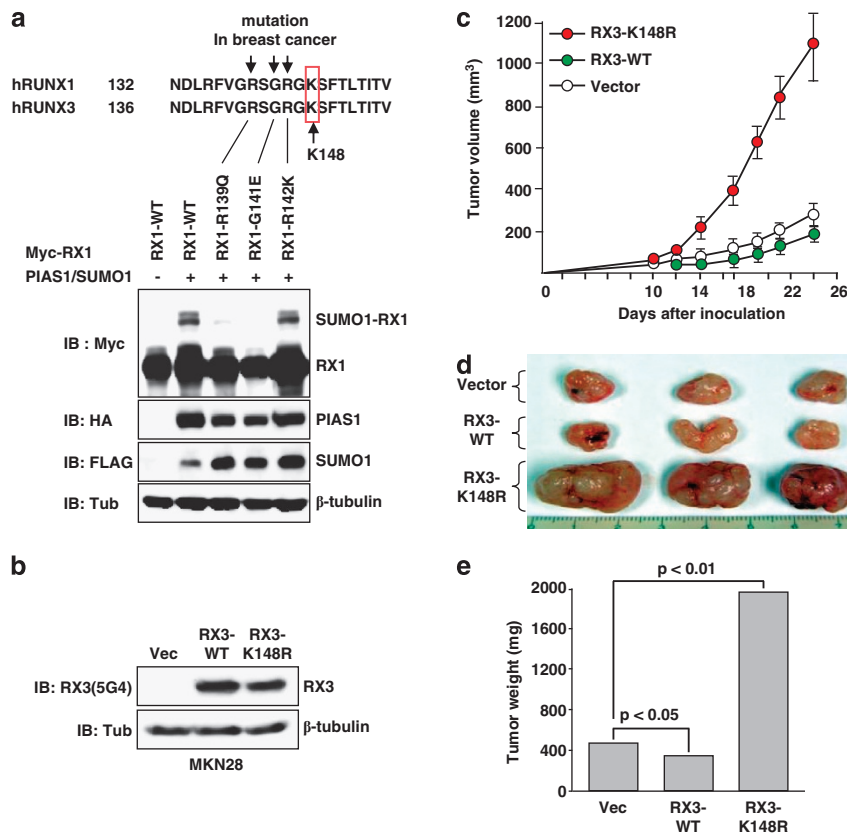 a
mutation
In breast cancer
hRUNX1 132 NDLRFVGRSGRGKSFTLTITV
hRUNX3 136 NDLRFVGRSGRGKSFTLTITV
K148
RX1-WT
RX1-WT
RX1-R139Q
RX1-G141E
RX1-R142K
Myc-RX1
PIAS1/SUMO1 - + + + +
IB : Myc
SUMO1-RX1
RX1
IB: HA PIAS1
IB: FLAG SUMO1
IB: Tub β-tubulin
b
Vec RX3-WT RX3-K148R
IB: RX3(5G4) RX3
IB: Tub β-tubulin
MKN28
c
RX3-K148R
RX3-WT
Vector
Tumor volume (mm³)
1200
1000
800
600
400
200
0 10 14 18 22 26
Days after inoculation
d
Vector
RX3-
WT
RX3-
K148R
e
p < 0.01
p < 0.05
Tumor weight (mg)
2000
1600
1200
800
400
0
Vec RX3-WT RX3-K148R